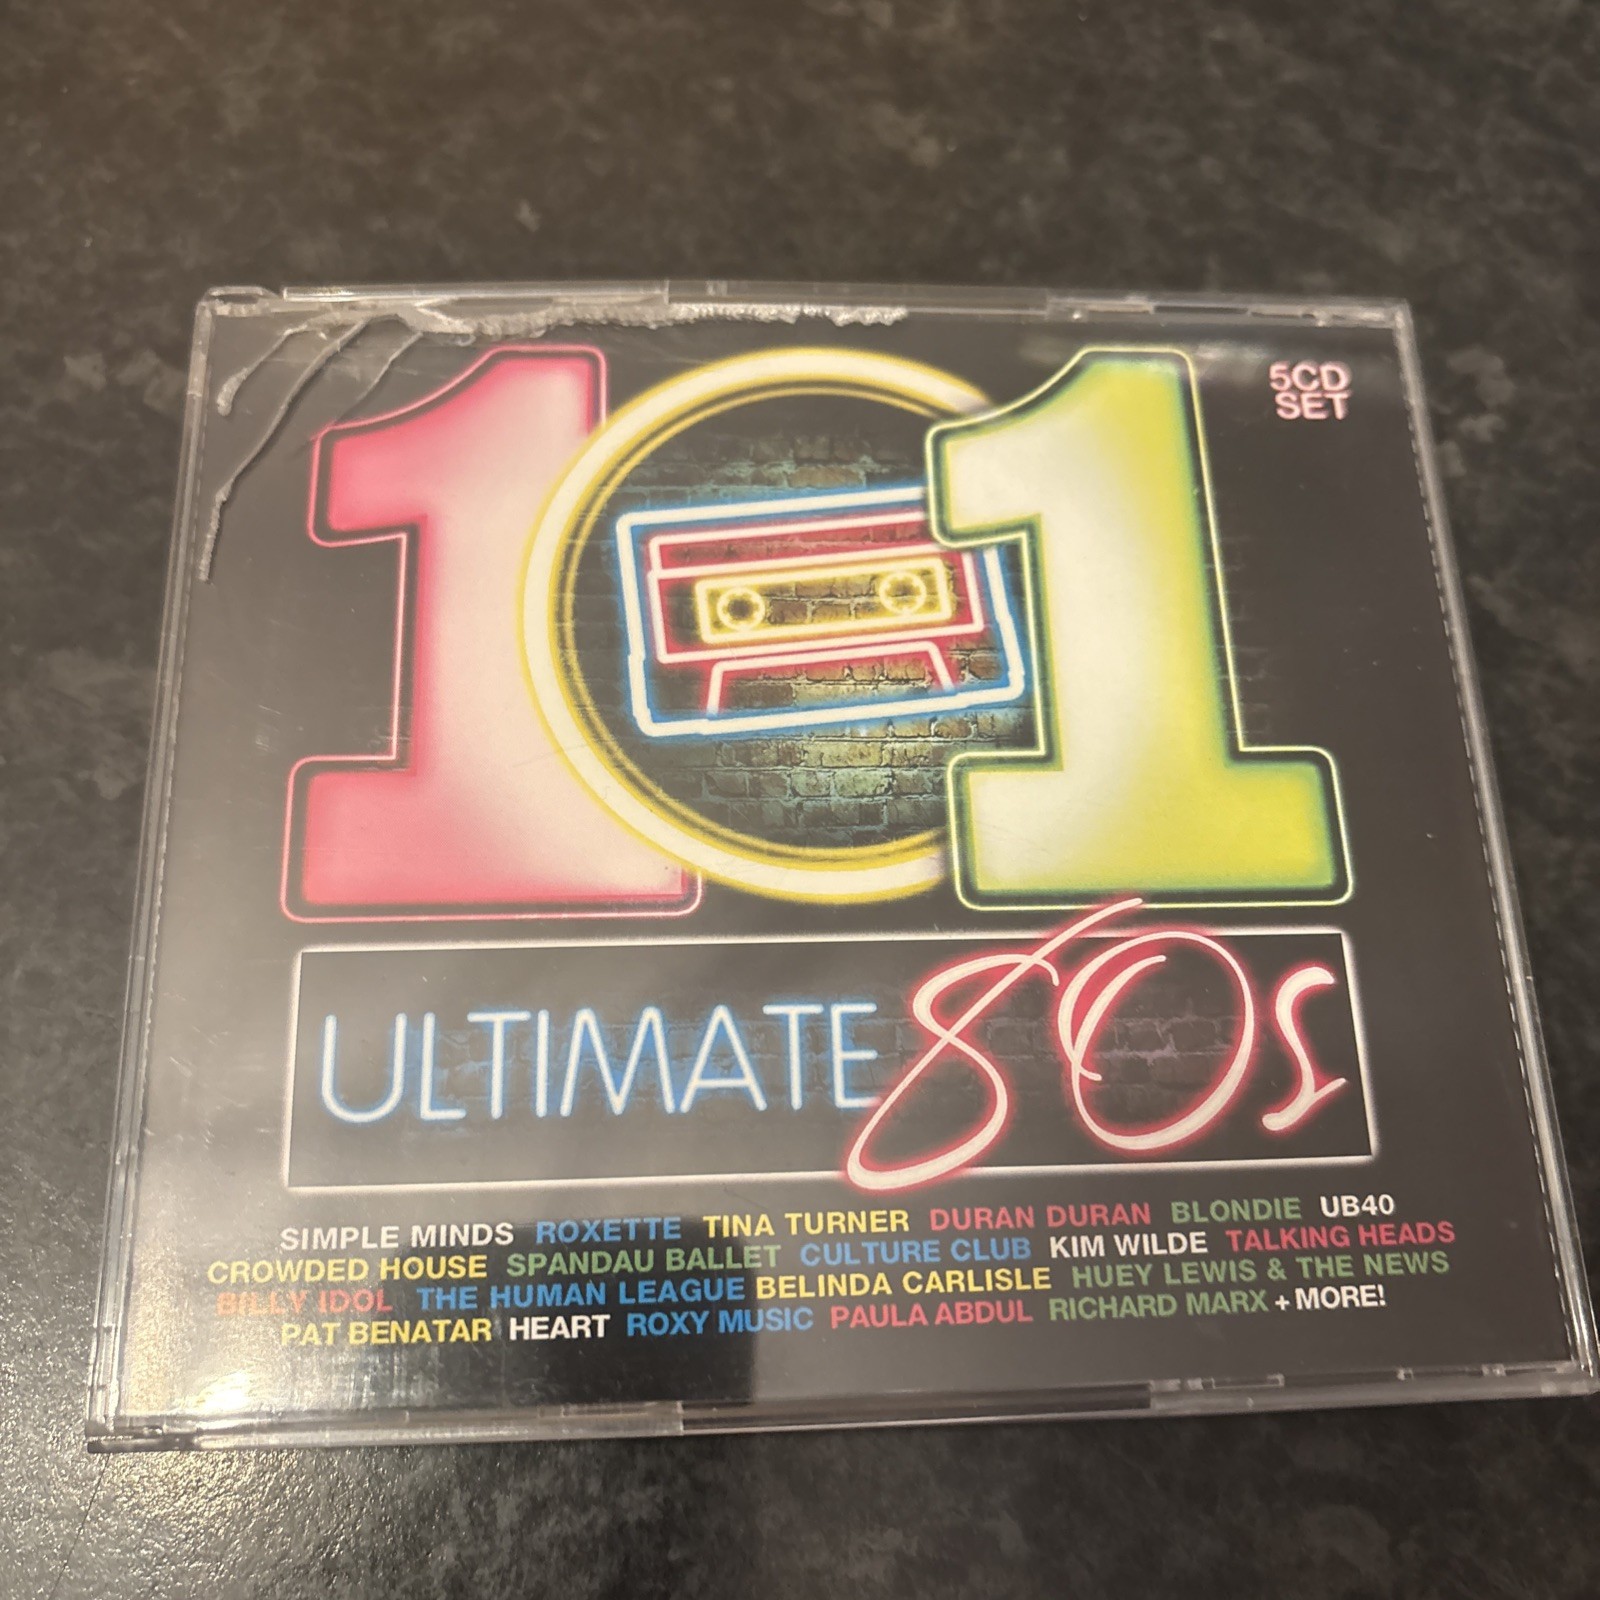 101
5CD
SET
ULTIMATE 80s
SIMPLE MINDS ROXETTE TINA TURNER DURAN DURAN BLONDIE UB40
CROWDED HOUSE SPANDAU BALLET CULTURE CLUB KIM WILDE TALKING HEADS
BILLY IDOL THE HUMAN LEAGUE BELINDA CARLISLE HUEY LEWIS & THE NEWS
PAT BENATAR HEART ROXY MUSIC PAULA ABDUL RICHARD MARX + MORE!